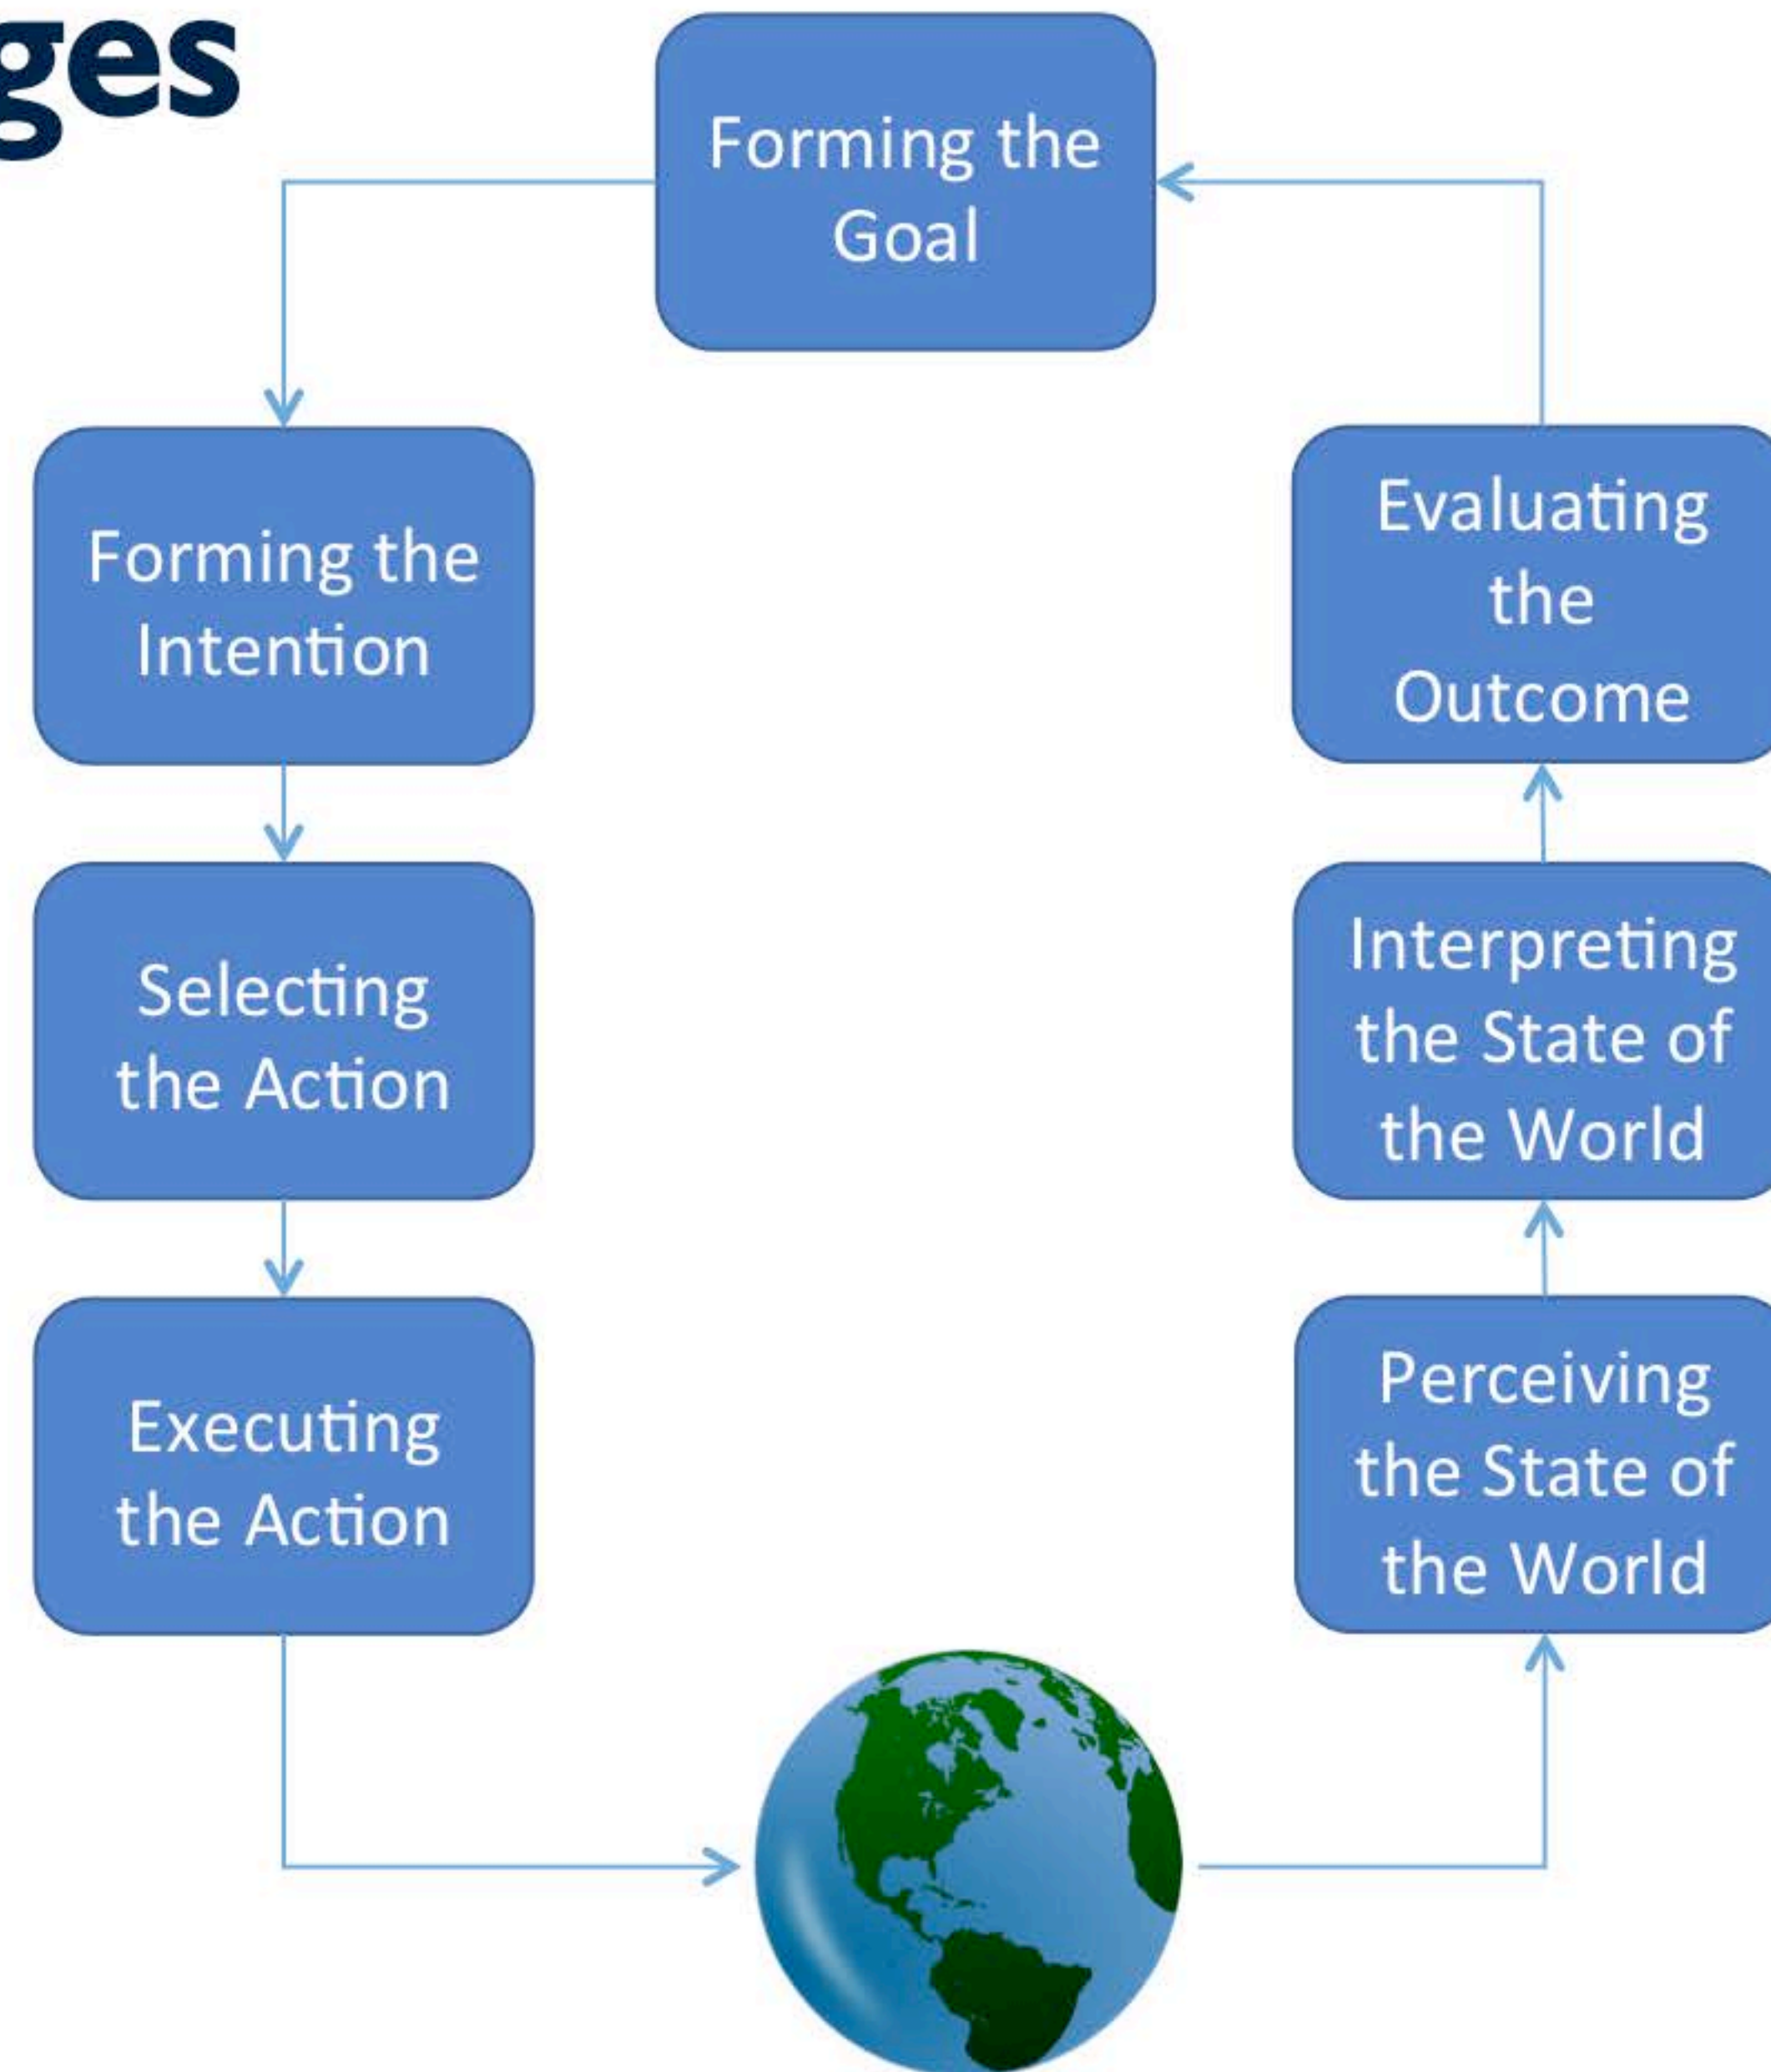 ges
Forming the
Goal
Forming the
Intention
Selecting
the Action
Executing
the Action
Evaluating
the
Outcome
Interpreting
the State of
the World
Perceiving
the State of
the World